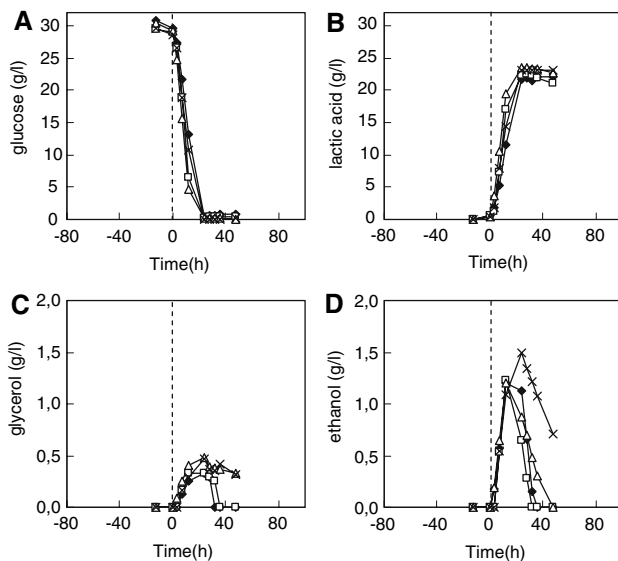 A
glucose (g/l)
35
30
25
20
15
10
5
0
-80 -40 0 40 80
Time(h)
B
lactic acid (g/l)
35
30
25
20
15
10
5
0
-80 -40 0 40 80
Time(h)
C
glycerol (g/l)
2,0
1,5
1,0
0,5
0,0
-80 -40 0 40 80
Time(h)
D
ethanol (g/l)
2,0
1,5
1,0
0,5
0,0
-80 -40 0 40 80
Time(h)